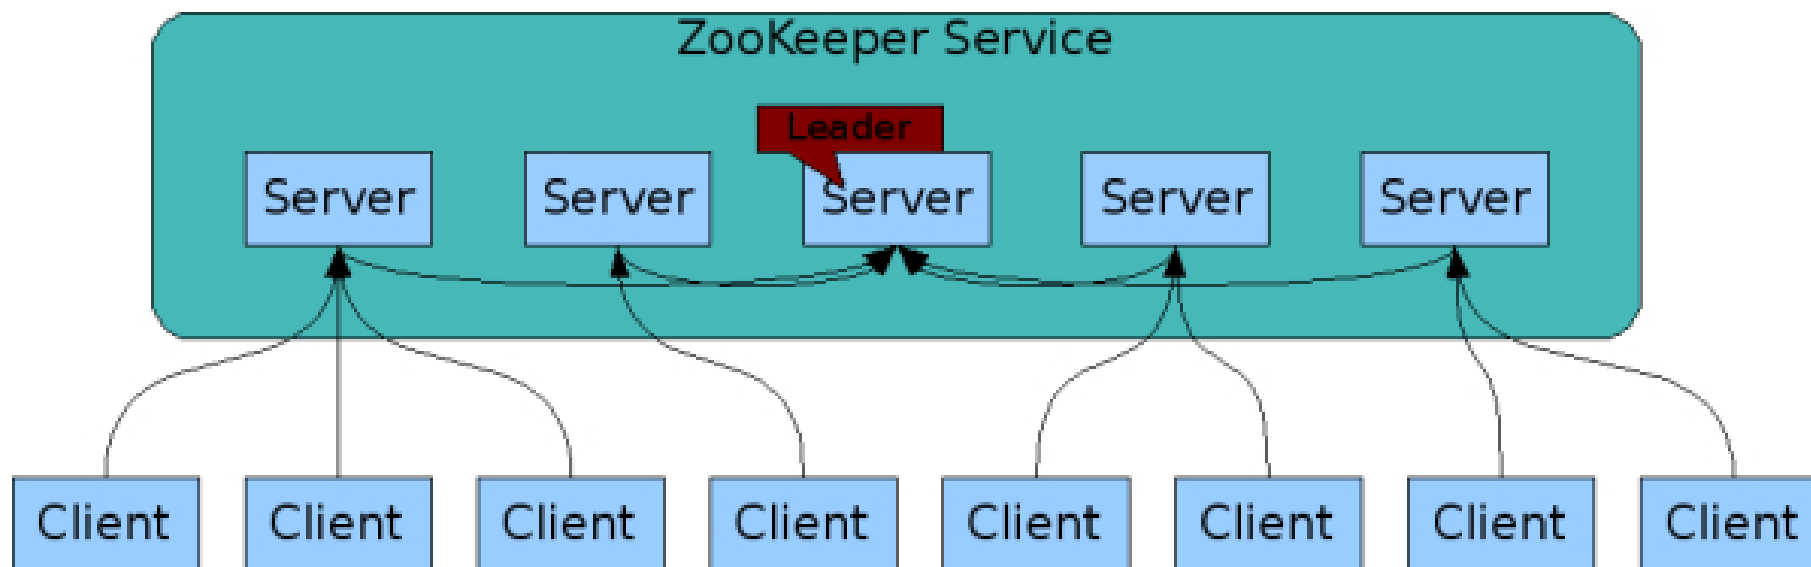 ZooKeeper Service
Leader
Server Server Server Server Server
Client Client Client Client Client Client Client Client